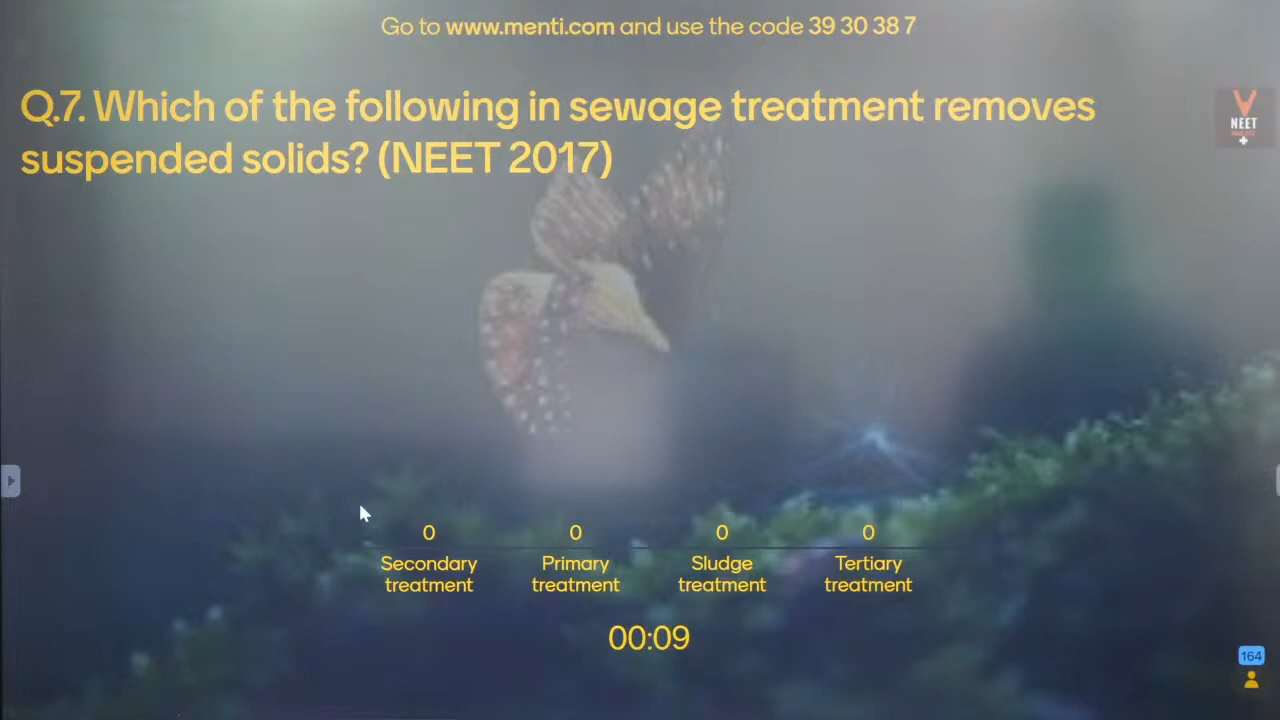 Go to www.menti.com and use the code 39 30 38 7
Q.7. Which of the following in sewage treatment removes
suspended solids? (NEET 2017)
NEET
0 0 0 0
Secondary treatment
Primary treatment
Sludge treatment
Tertiary treatment
00:09
164